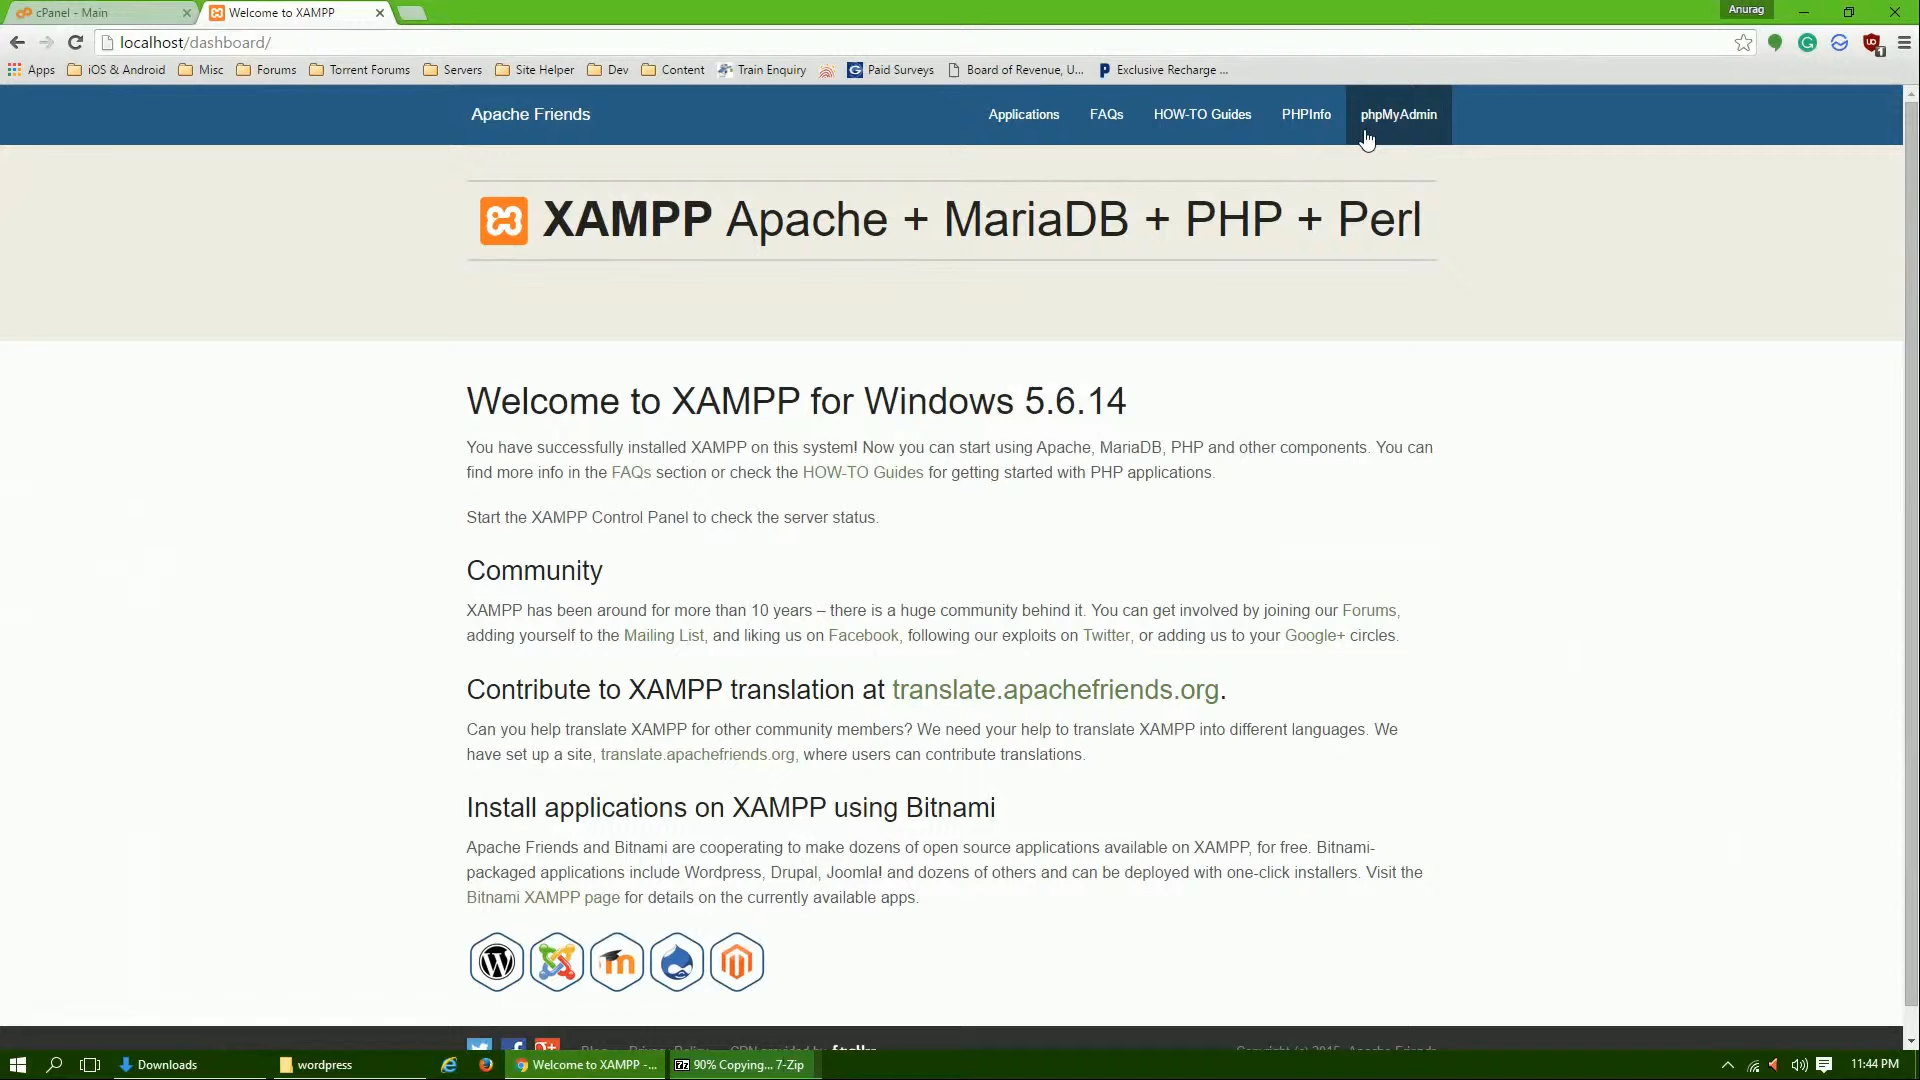 cPanel - Main
Welcome to XAMPP
Anurag
localhost/dashboard/
Apps
iOS & Android
Misc
Forums
Torrent Forums
Servers
Site Helper
Dev
Content
Train Enquiry
Paid Surveys
Board of Revenue, U...
Exclusive Recharge ...
Apache Friends
Applications
FAQs
HOW-TO Guides
PHPInfo
phpMyAdmin
XAMPP Apache + MariaDB + PHP + Perl
Welcome to XAMPP for Windows 5.6.14
You have successfully installed XAMPP on this system! Now you can start using Apache, MariaDB, PHP and other components. You can
find more info in the FAQs section or check the HOW-TO Guides for getting started with PHP applications.
Start the XAMPP Control Panel to check the server status.
Community
XAMPP has been around for more than 10 years – there is a huge community behind it. You can get involved by joining our Forums,
adding yourself to the Mailing List, and liking us on Facebook, following our exploits on Twitter, or adding us to your Google+ circles.
Contribute to XAMPP translation at translate.apachefriends.org.
Can you help translate XAMPP for other community members? We need your help to translate XAMPP into different languages. We
have set up a site, translate.apachefriends.org, where users can contribute translations.
Install applications on XAMPP using Bitnami
Apache Friends and Bitnami are cooperating to make dozens of open source applications available on XAMPP, for free. Bitnami-
packaged applications include Wordpress, Drupal, Joomla! and dozens of others and can be deployed with one-click installers. Visit the
Bitnami XAMPP page for details on the currently available apps.
Downloads
wordpress
Welcome to XAMPP -...
90% Copying... 7-Zip
11:44 PM